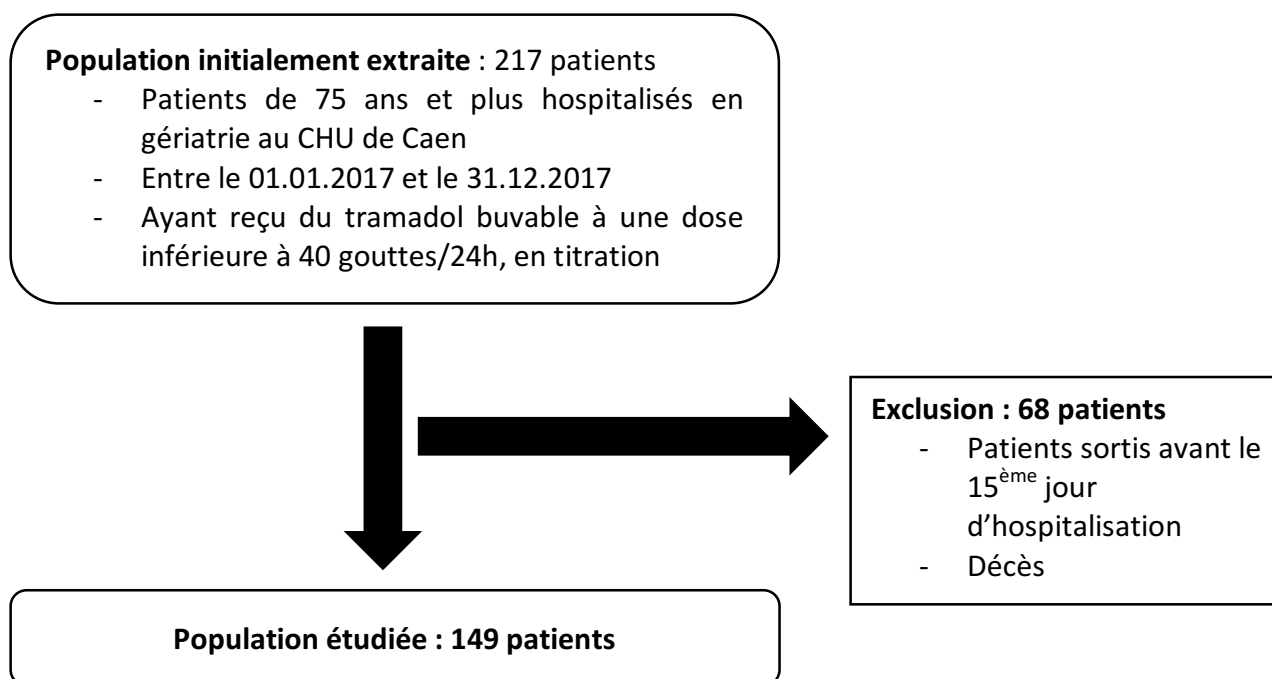 Population initialement extraite : 217 patients
- Patients de 75 ans et plus hospitalisés en
gériatrie au CHU de Caen
- Entre le 01.01.2017 et le 31.12.2017
- Ayant reçu du tramadol buvable à une dose
inférieure à 40 gouttes/24h, en titration
Exclusion : 68 patients
- Patients sortis avant le
15ème jour
d’hospitalisation
- Décès
Population étudiée : 149 patients